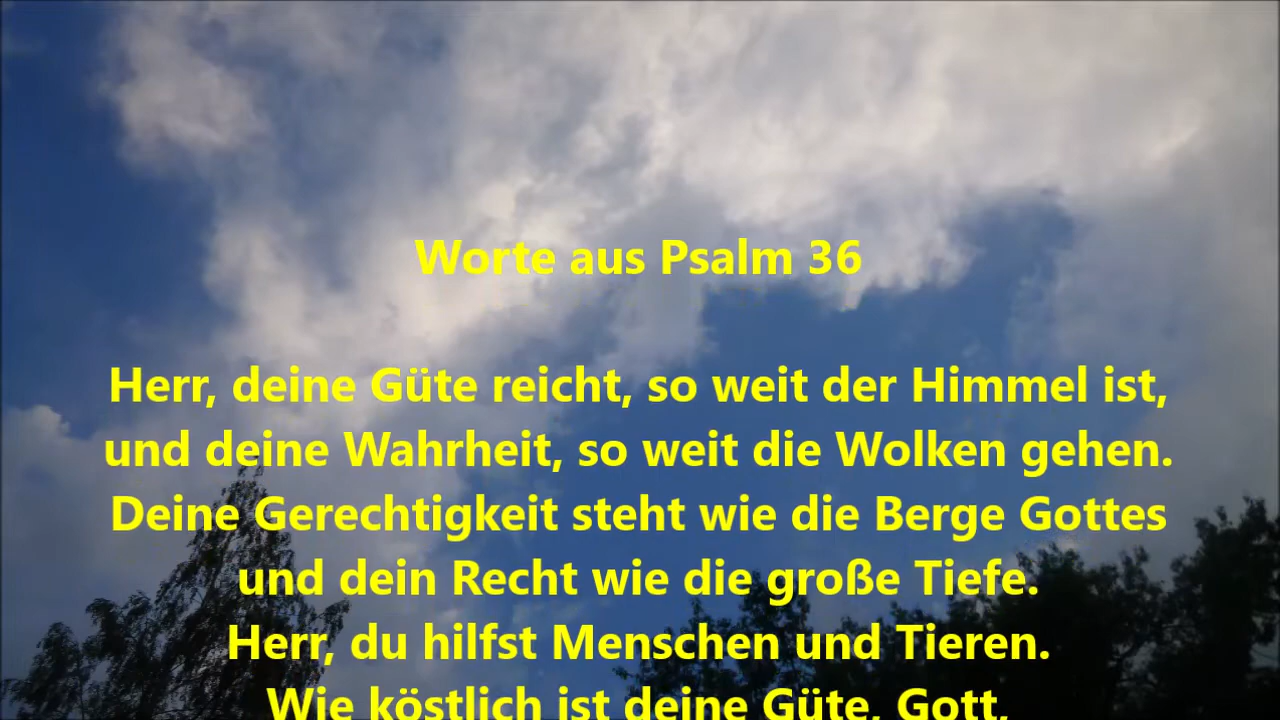 Worte aus Psalm 36
Herr, deine Güte reicht, so weit der Himmel ist,
und deine Wahrheit, so weit die Wolken gehen.
Deine Gerechtigkeit steht wie die Berge Gottes
und dein Recht wie die große Tiefe.
Herr, du hilfst Menschen und Tieren.
Wie köstlich ist deine Güte, Gott,